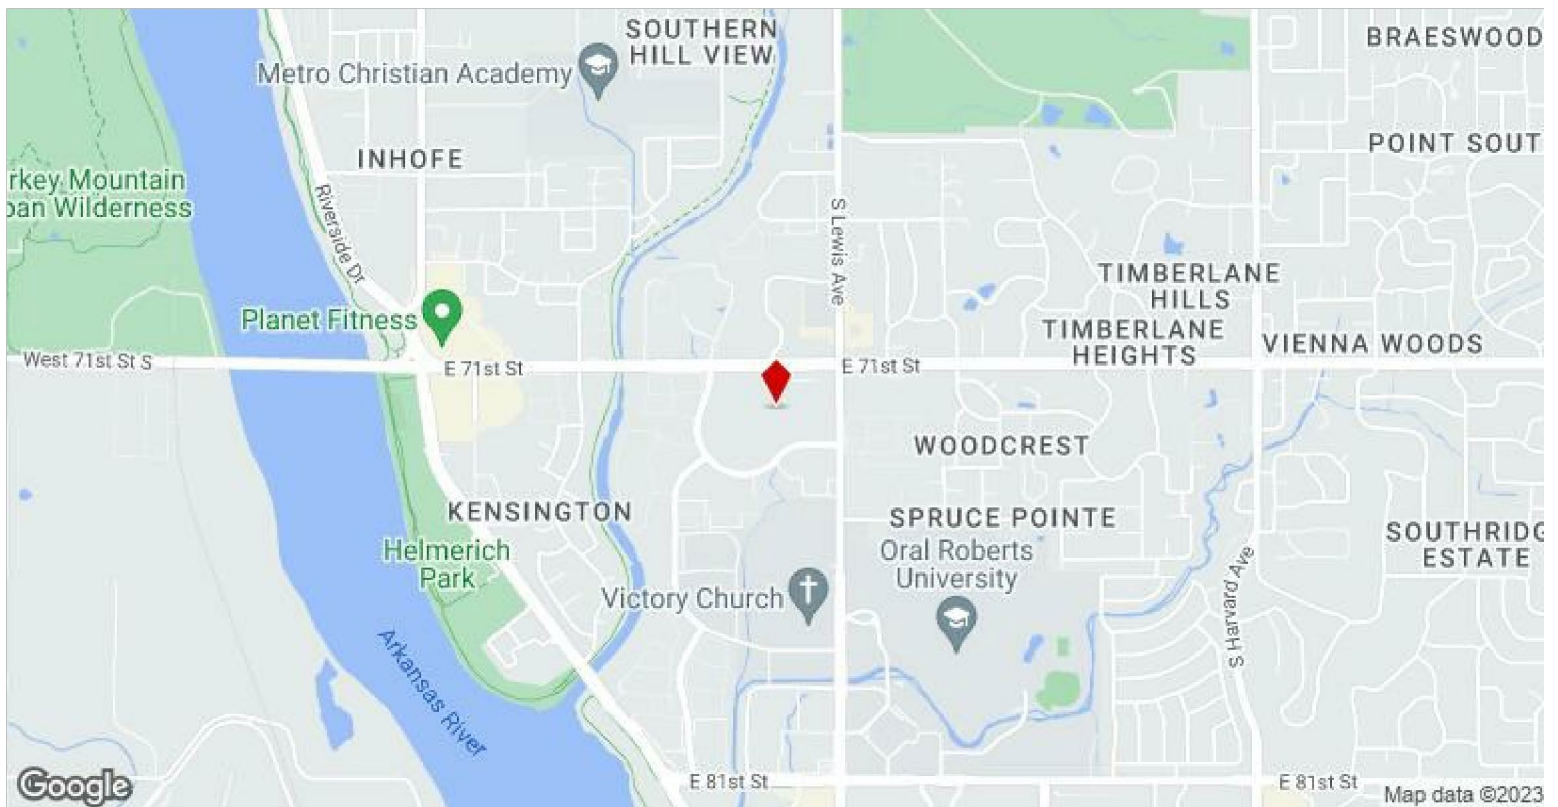 SOUTHERN
HILL VIEW
BRAESWOOD
Metro Christian Academy
POINT SOUT
INHOFE
rkey Mountain
ban Wilderness
Riverside Dr
S Lewis Ave
TIMBERLANE
HILLS
Planet Fitness
TIMBERLANE
HEIGHTS
VIENNA WOODS
West 71st St S
E 71st St
E 71st St
WOODCREST
KENSINGTON
SPRUCE POINTE
SOUTHRIDG
ESTATE
Helmerich
Park
Oral Roberts
University
Victory Church
S Harvard Ave
Arkansas River
E 81st St
E 81st St
Google
Map data ©2023